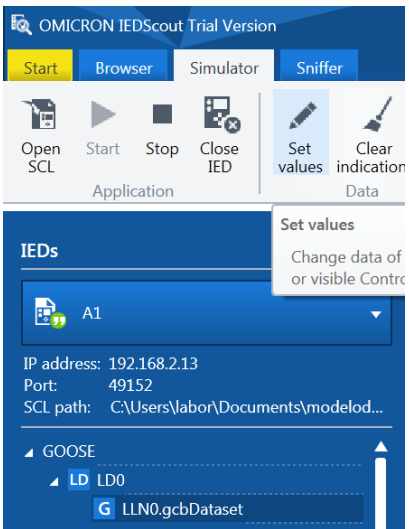 OMICRON IEDScout Trial Version
Start Browser Simulator Sniffer
Open SCL Start Stop Close IED Set values Clear indication
Application Data
Set values
Change data of
or visible Contro
IEDs
A1
IP address: 192.168.2.13
Port: 49152
SCL path: C:\Users\labor\Documents\modelod...
GOOSE
LD LD0
G LLN0.gcbDataset